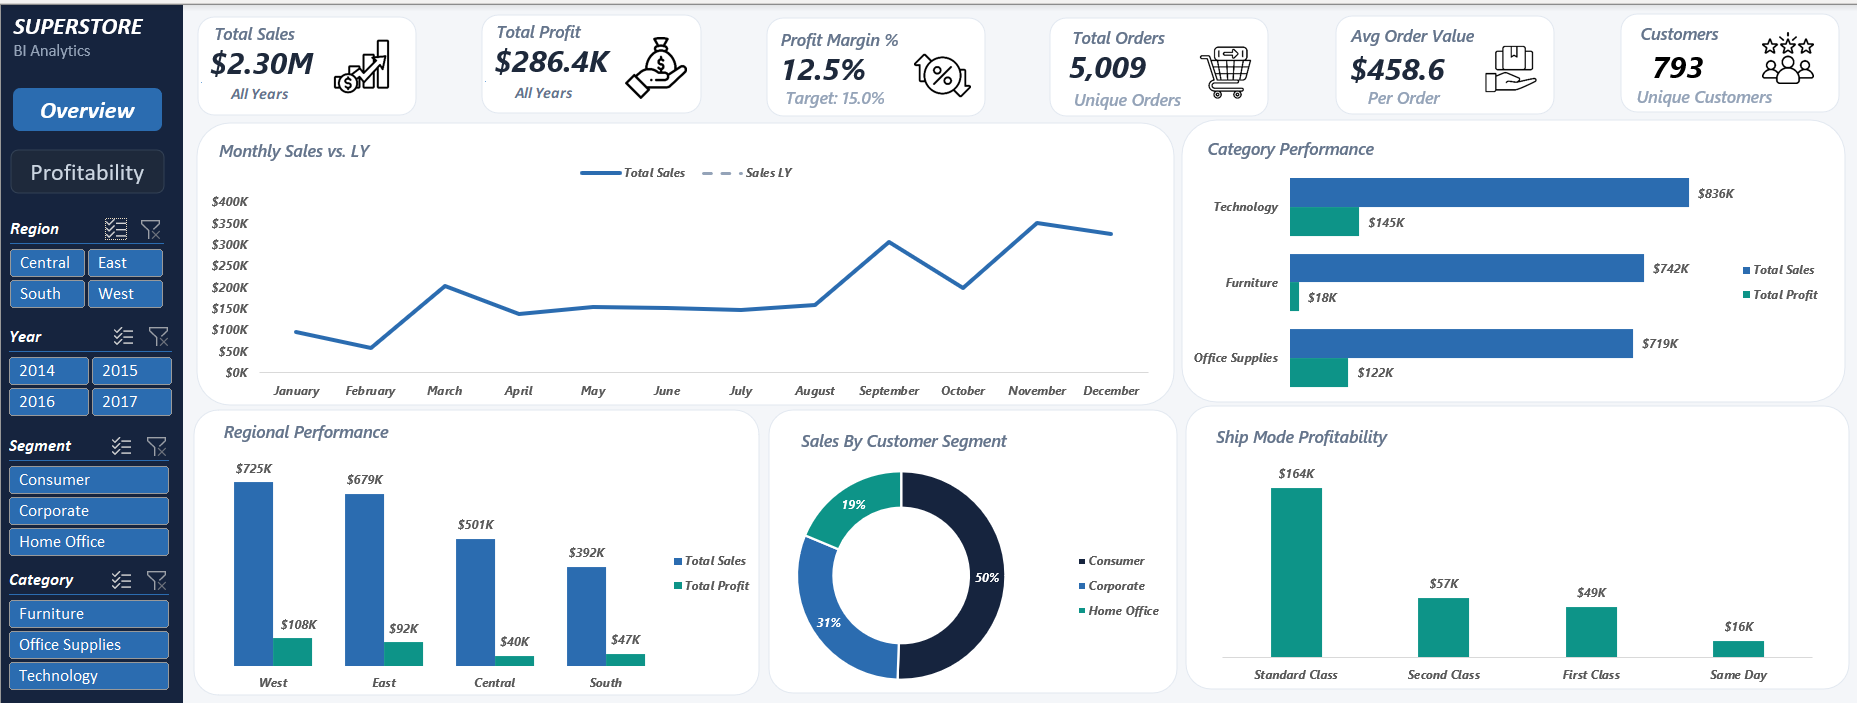 SUPERSTORE
BI Analytics
Overview
Profitability
Region
Central East
South West
Year
2014 2015
2016 2017
Segment
Consumer
Corporate
Home Office
Category
Furniture
Office Supplies
Technology
Total Sales
$2.30M
All Years
Total Profit
$286.4K
All Years
Profit Margin %
12.5%
Target: 15.0%
Total Orders
5,009
Unique Orders
Avg Order Value
$458.6
Per Order
Customers
793
Unique Customers
Monthly Sales vs. LY
Total Sales Sales LY
$400K
$350K
$300K
$250K
$200K
$150K
$100K
$50K
$0K
January February March April May June July August September October November December
Category Performance
Technology
$836K
$145K
Furniture
$742K
$18K
Office Supplies
$719K
$122K
Total Sales
Total Profit
Regional Performance
$725K
$679K
$501K
$392K
$108K
$92K
$40K
$47K
West East Central South
Total Sales
Total Profit
Sales By Customer Segment
19%
50%
31%
Consumer
Corporate
Home Office
Ship Mode Profitability
$164K
$57K
$49K
$16K
Standard Class Second Class First Class Same Day